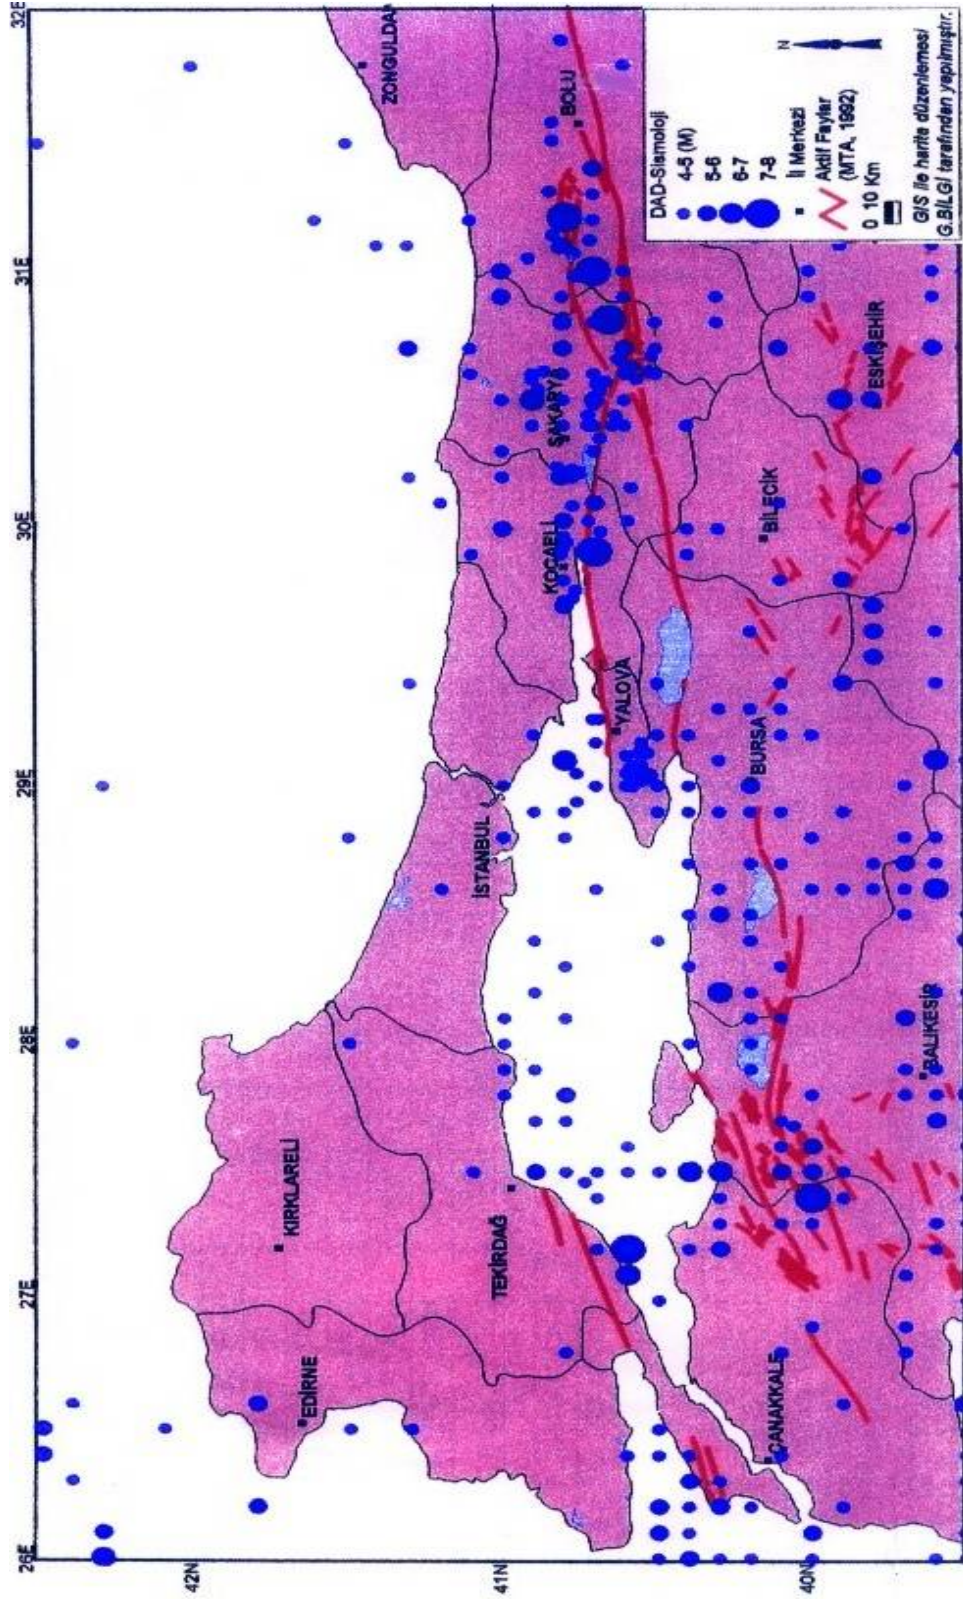 26E
27E
28E
29E
30E
31E
32E
42N
41N
40N
EDİRNE
KIRKLARELİ
TEKİRDAĞ
İSTANBUL
KOCAELİ
SAKARYA
ZONGULDAK
BOLU
YALOVA
BURSA
BİLECİK
ESKİŞEHİR
ÇANAKKALE
BALIKESİR
DAD-Sismoloji
4-5 (M)
5-6
6-7
7-8
İl Merkezi
Aktif Faylar
(MTA, 1992)
0 10 Km
N
GIS ile harita düzenlemesi
G.BİLGİ tarafından yapılmıştır.